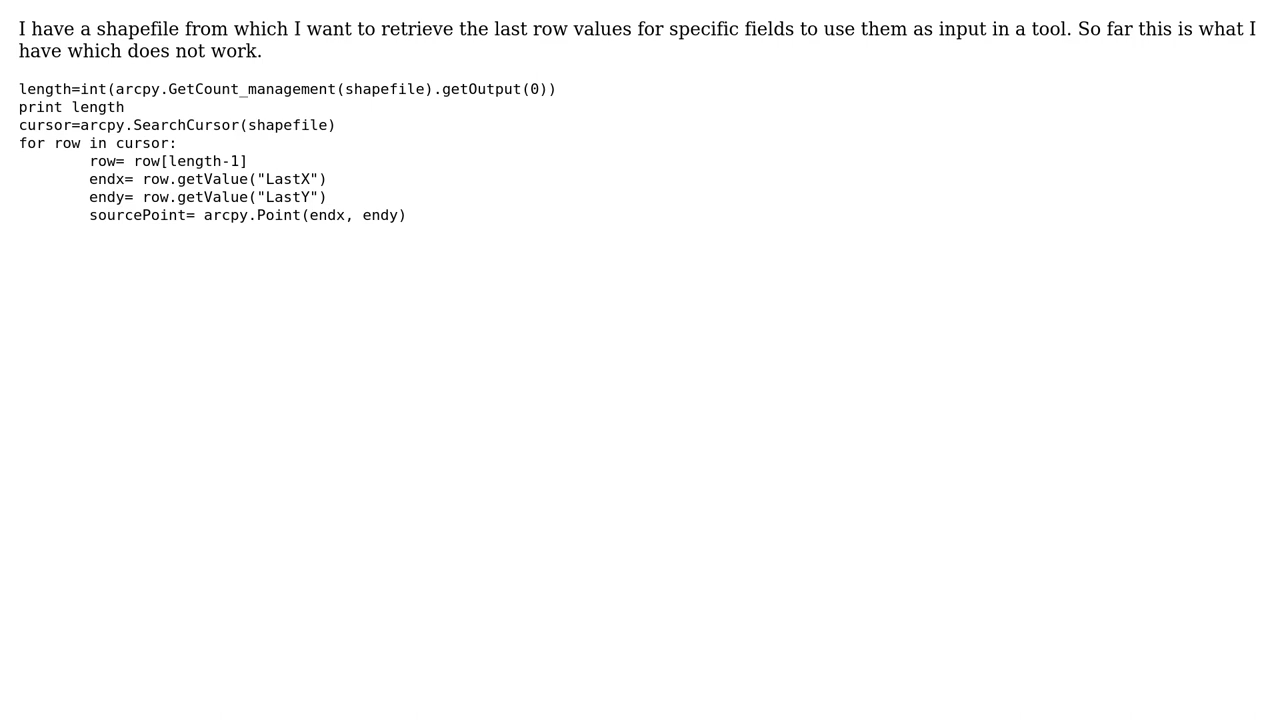 I have a shapefile from which I want to retrieve the last row values for specific fields to use them as input in a tool. So far this is what I
have which does not work.
length=int(arcpy.GetCount_management(shapefile).getOutput(0))
print length
cursor=arcpy.SearchCursor(shapefile)
for row in cursor:
        row= row[length-1]
        endx= row.getValue("LastX")
        endy= row.getValue("LastY")
        sourcePoint= arcpy.Point(endx, endy)